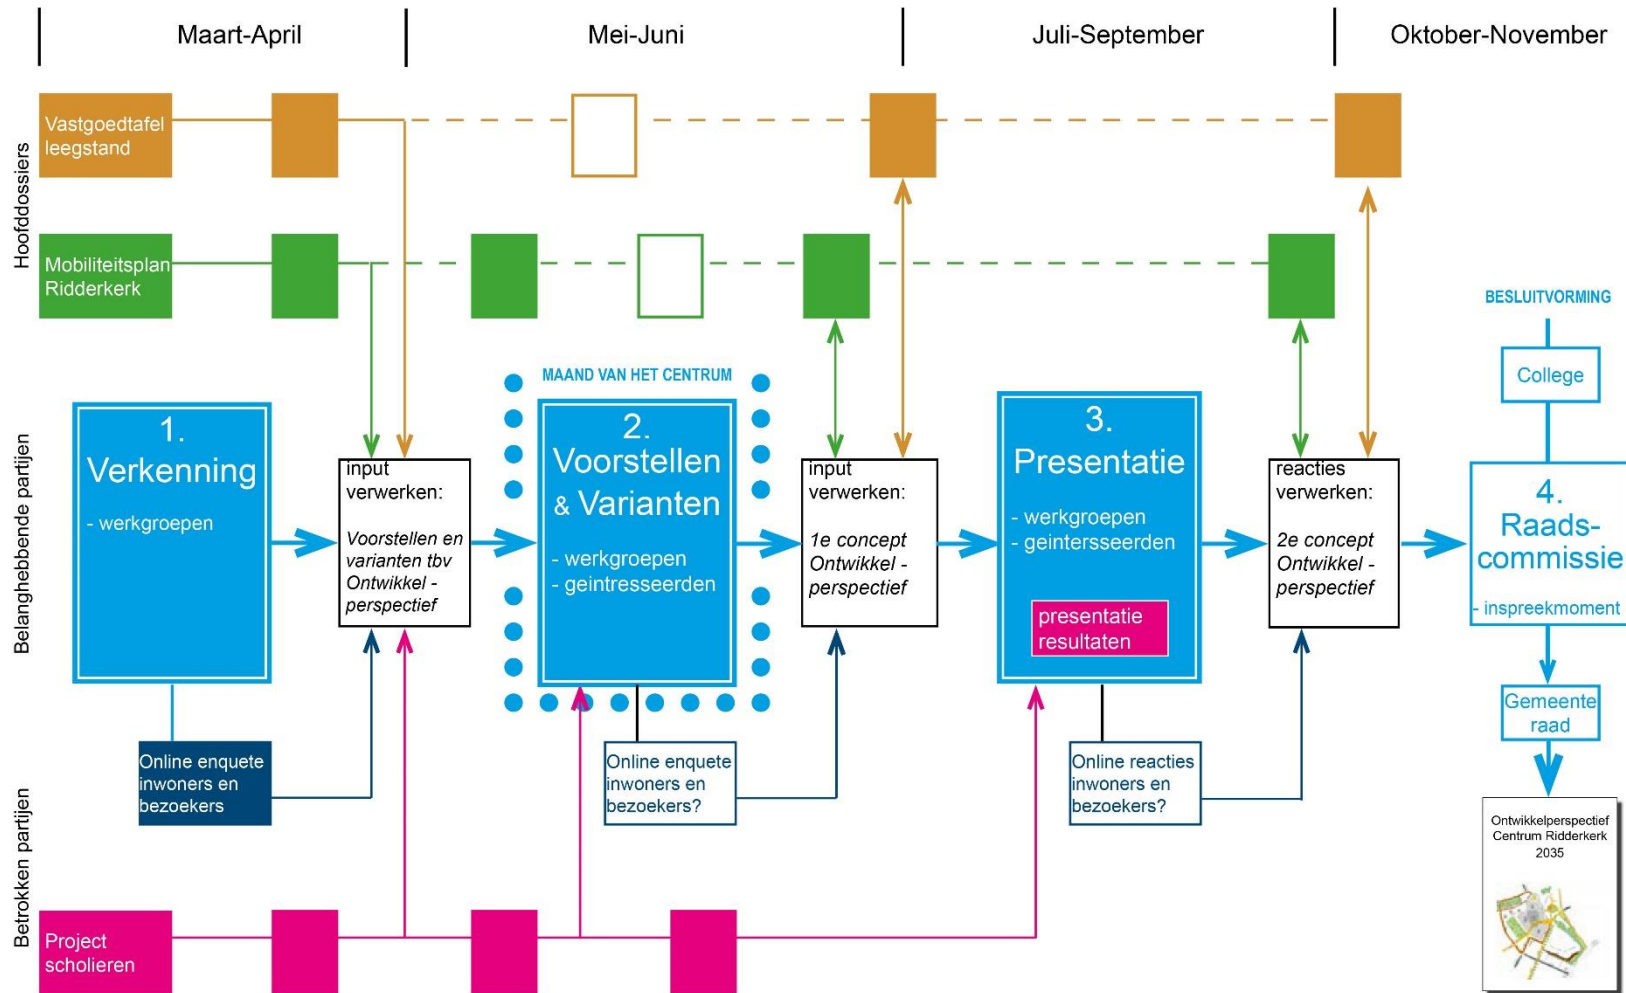 Maart-April
Mei-Juni
Juli-September
Oktober-November
Hoofddossiers
Vastgoedtafel
leegstand
Mobiliteitsplan
Ridderkerk
Belanghebbende partijen
1.
Verkenning
- werkgroepen
input
verwerken:
Voorstellen en
varianten tbv
Ontwikkel -
perspectief
MAAND VAN HET CENTRUM
2.
Voorstellen
& Varianten
- werkgroepen
- geintresseerden
input
verwerken:
1e concept
Ontwikkel -
perspectief
3.
Presentatie
- werkgroepen
- geintersseerden
presentatie
resultaten
reacties
verwerken:
2e concept
Ontwikkel -
perspectief
BESLUITVORMING
College
4.
Raads-
commissie
- inspreekmoment
Gemeente
raad
Betrokken partijen
Online enquete
inwoners en
bezoekers
Online enquete
inwoners en
bezoekers?
Online reacties
inwoners en
bezoekers?
Project
scholieren
Ontwikkelperspectief
Centrum Ridderkerk
2035